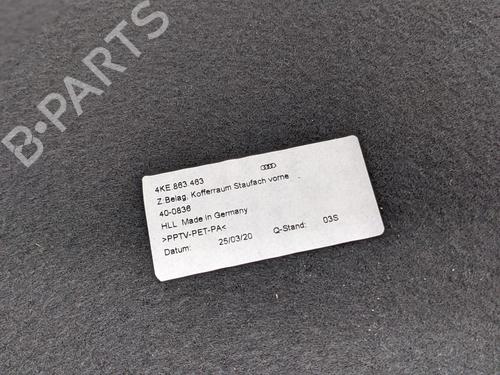 B-PARTS
4KE 863 463
Z.Belag, Kofferraum Staufach vorne
40-0836
HLL Made in Germany
>PPTV-PET-PA<
Datum: 25/03/20 Q-Stand: 03S